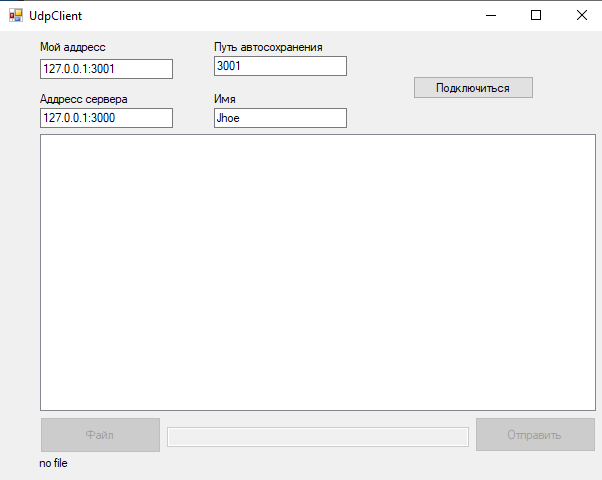 UdpClient
Мой аддресс
Путь автосохранения
127.0.0.1:3001
3001
Подключиться
Аддресс сервера
Имя
127.0.0.1:3000
Jhoe
Файл
Отправить
no file